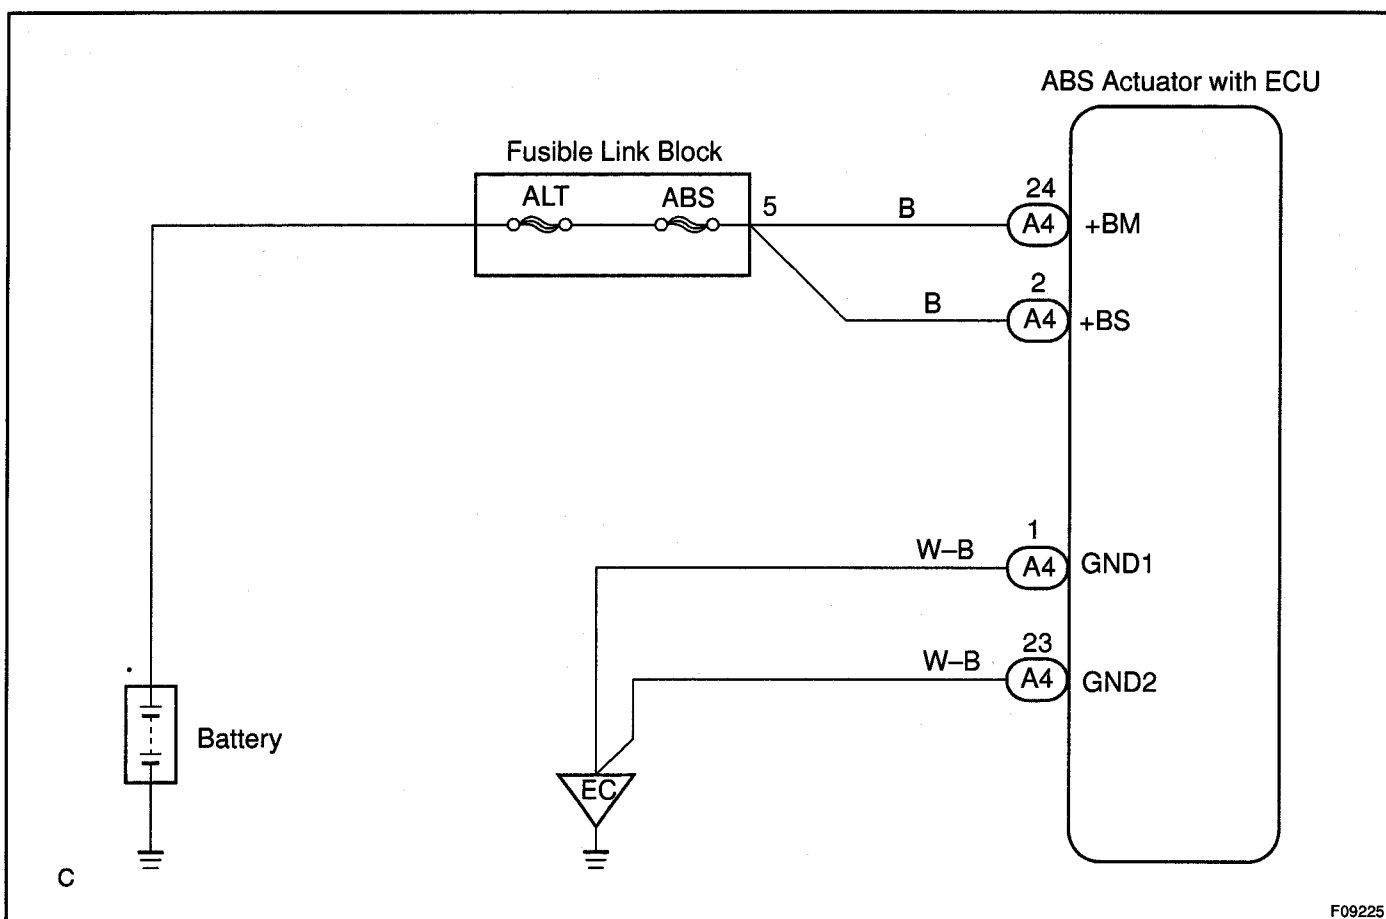 ABS Actuator with ECU
Fusible Link Block
ALT ABS
5 B 24
A4 +BM
B 2
A4 +BS
W–B 1
A4 GND1
W–B 23
A4 GND2
Battery
EC
C
F09225